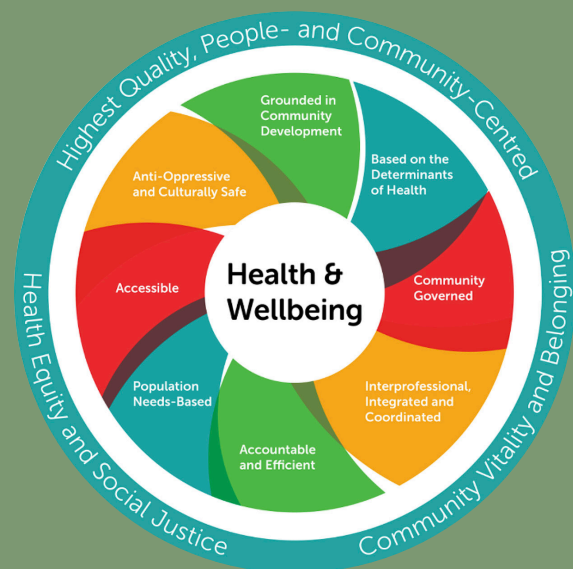 Highest Quality, People- and Community-Centred
Grounded in
Community
Development
Based on the
Determinants
of Health
Anti-Oppressive
and Culturally Safe
Health &
Wellbeing
Accessible
Community
Governed
Population
Needs-Based
Interprofessional,
Integrated and
Coordinated
Accountable
and Efficient
Health Equity and Social Justice
Community Vitality and Belonging